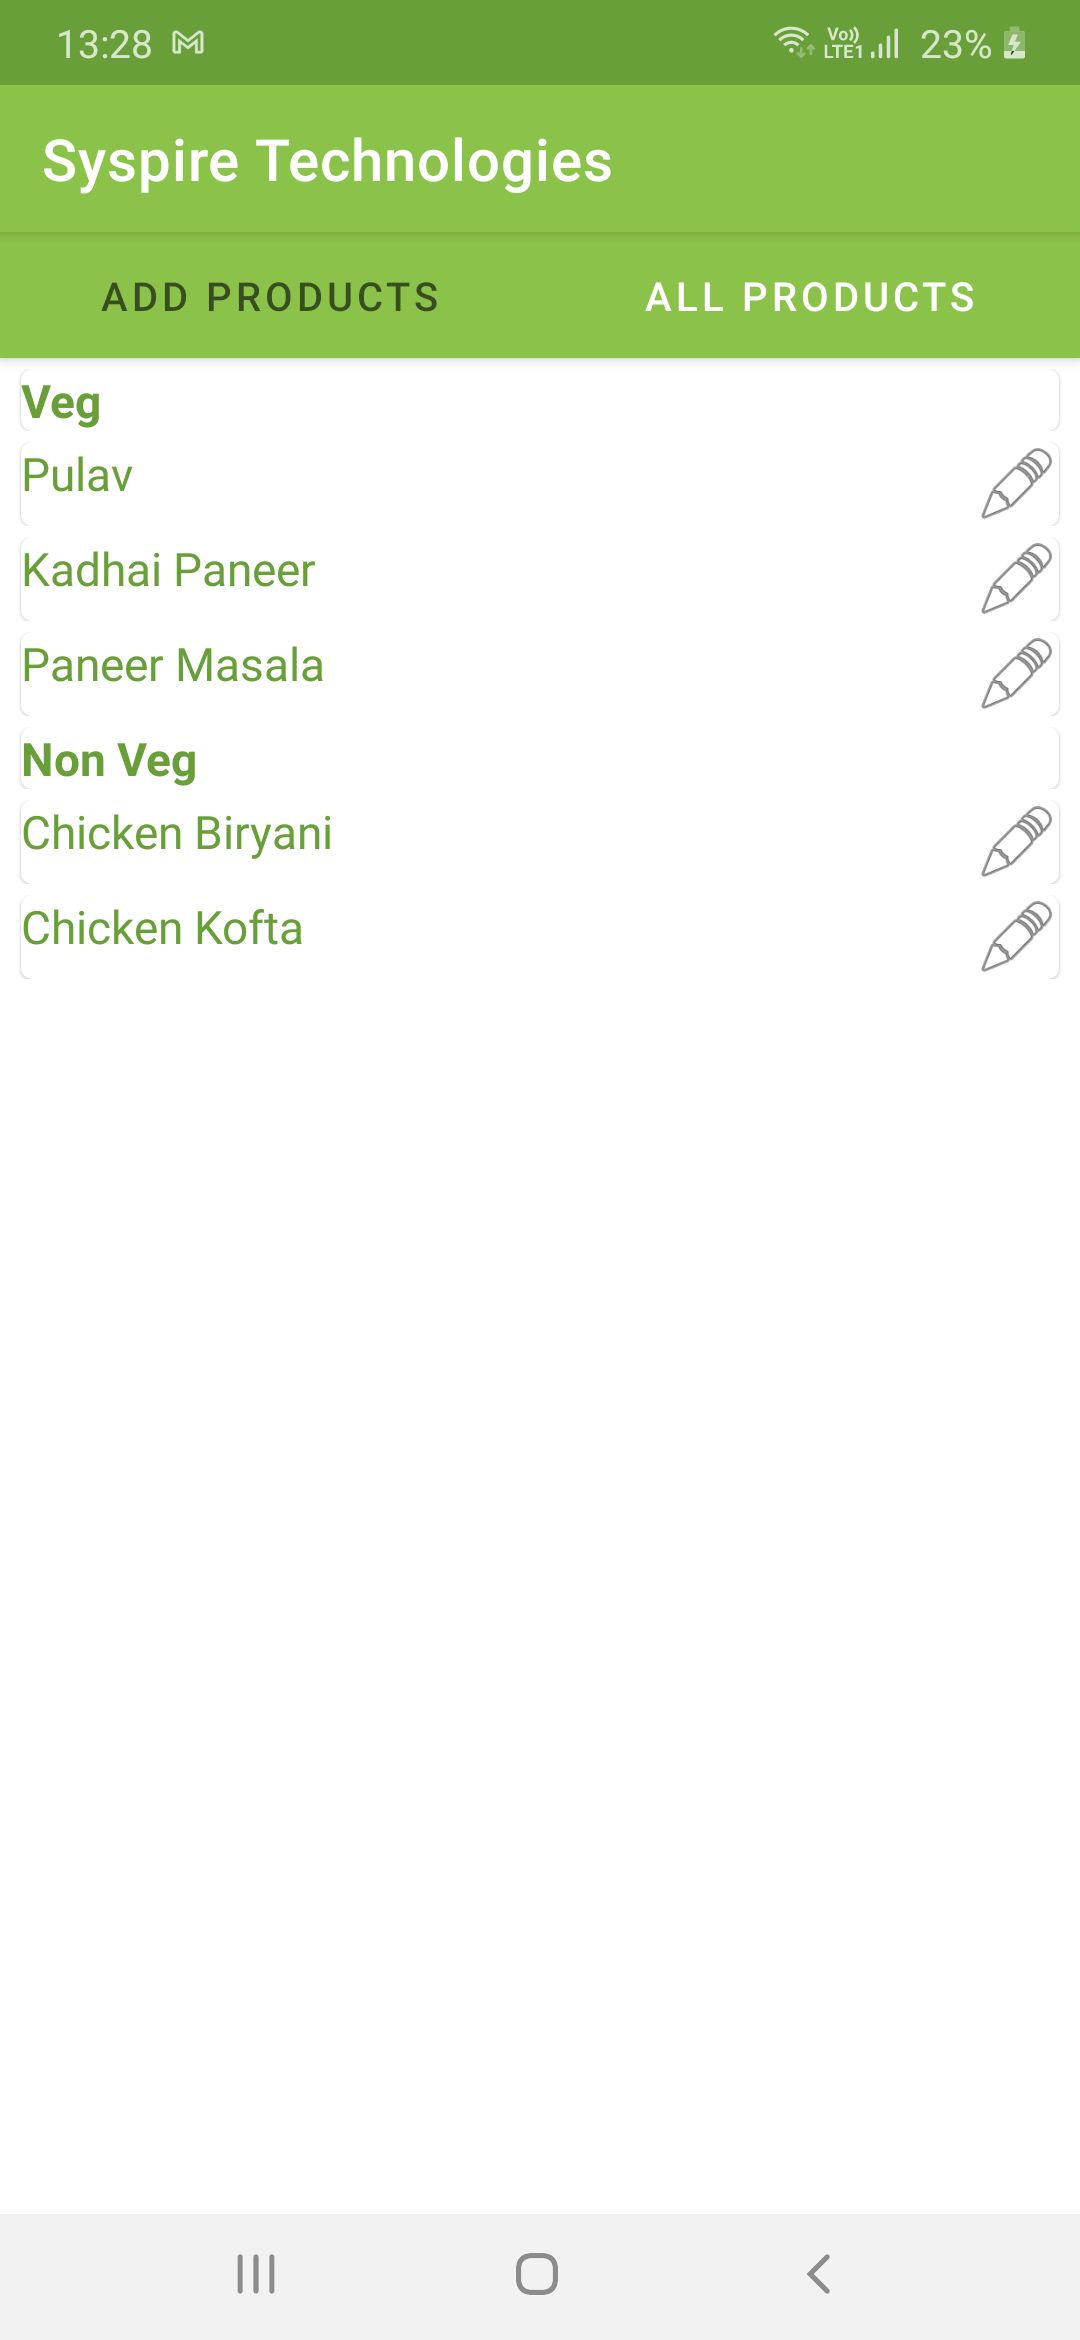 13:28 Vo)) LTE1 23%
Syspire Technologies
ADD PRODUCTS ALL PRODUCTS
Veg
Pulav
Kadhai Paneer
Paneer Masala
Non Veg
Chicken Biryani
Chicken Kofta